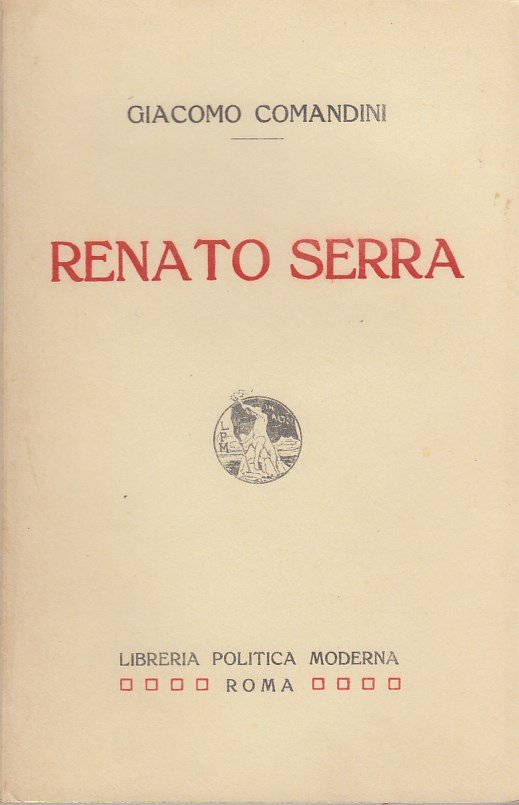 GIACOMO COMANDINI
RENATO SERRA
L
P
M
LIBRERIA POLITICA MODERNA
ROMA